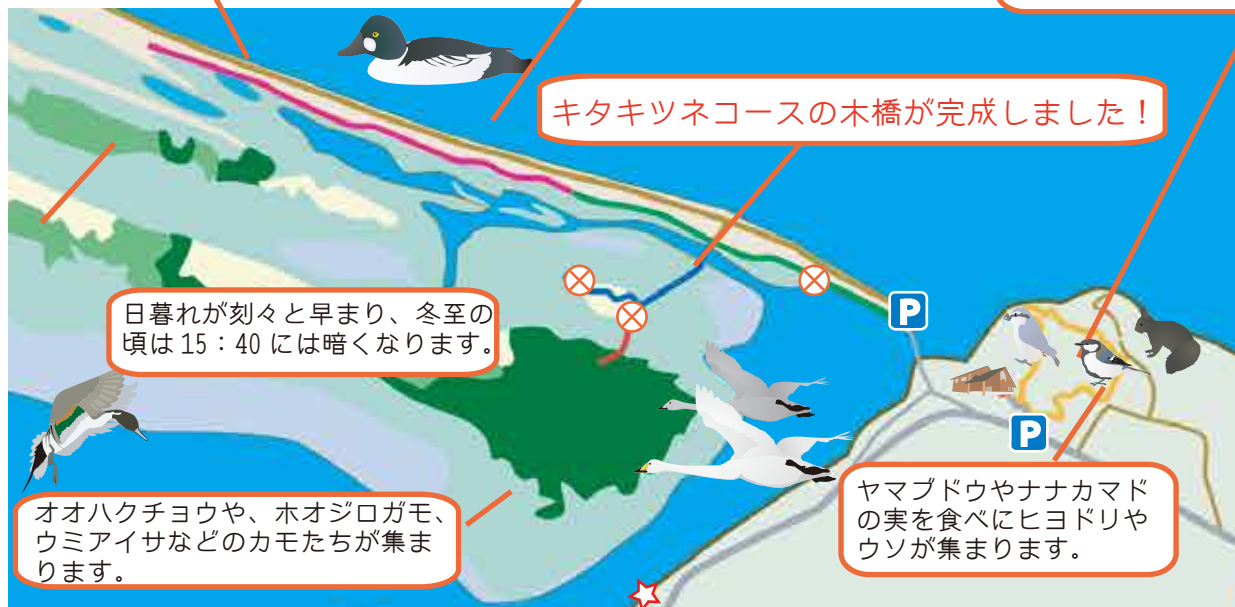 キタキツネコースの木橋が完成しました！
P
日暮れが刻々と早まり、冬至の
頃は15：40には暗くなります。
P
オオハクチョウや、ホオジロガモ、
ウミアイサなどのカモたちが集ま
ります。
ヤマブドウやナナカマド
の実を食べにヒヨドリや
ウソが集まります。